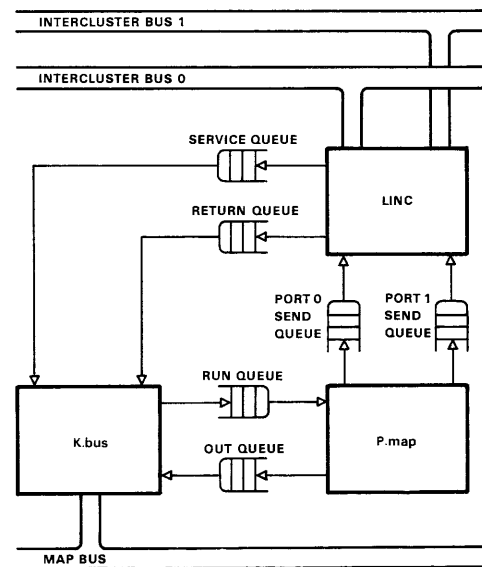 INTERCLUSTER BUS 1
INTERCLUSTER BUS 0
SERVICE QUEUE
LINC
RETURN QUEUE
PORT 0
SEND
QUEUE
PORT 1
SEND
QUEUE
RUN QUEUE
K.bus
P.map
OUT QUEUE
MAP BUS